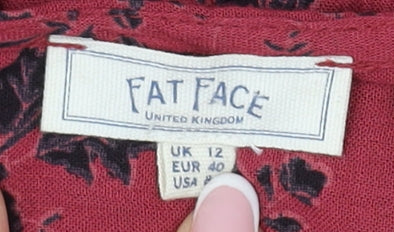 FAT FACE
UNITED KINGDOM
UK 12
EUR 40
USA